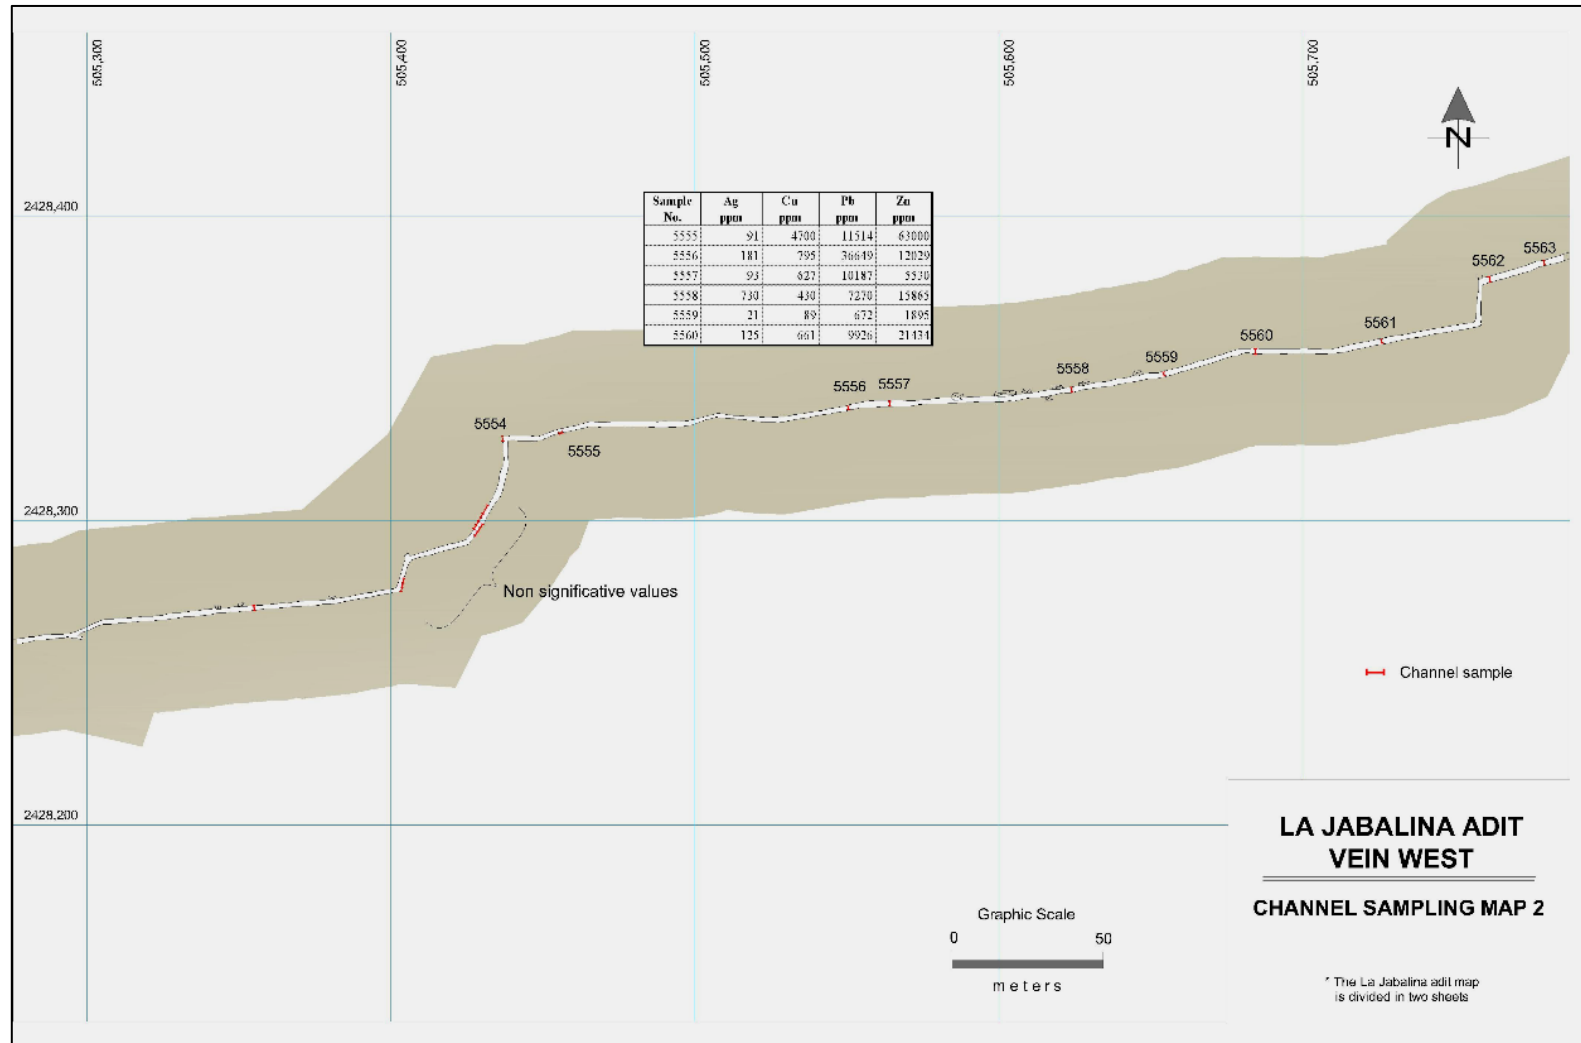 505,300 505,400 505,500 505,600 505,700
N
2428,400
2428,300
2428,200
Sample No. Ag ppm Cu ppm Pb ppm Zn ppm
5555 91 4700 11514 63000
5556 181 795 36649 12029
5557 93 627 10187 5530
5558 730 430 7270 15865
5559 21 89 672 1895
5560 125 661 9926 21434
5554
5555
5556
5557
5558
5559
5560
5561
5562
5563
Non significative values
Channel sample
Graphic Scale
0 50
meters
LA JABALINA ADIT
VEIN WEST
CHANNEL SAMPLING MAP 2
* The La Jabalina adit map
is divided in two sheets